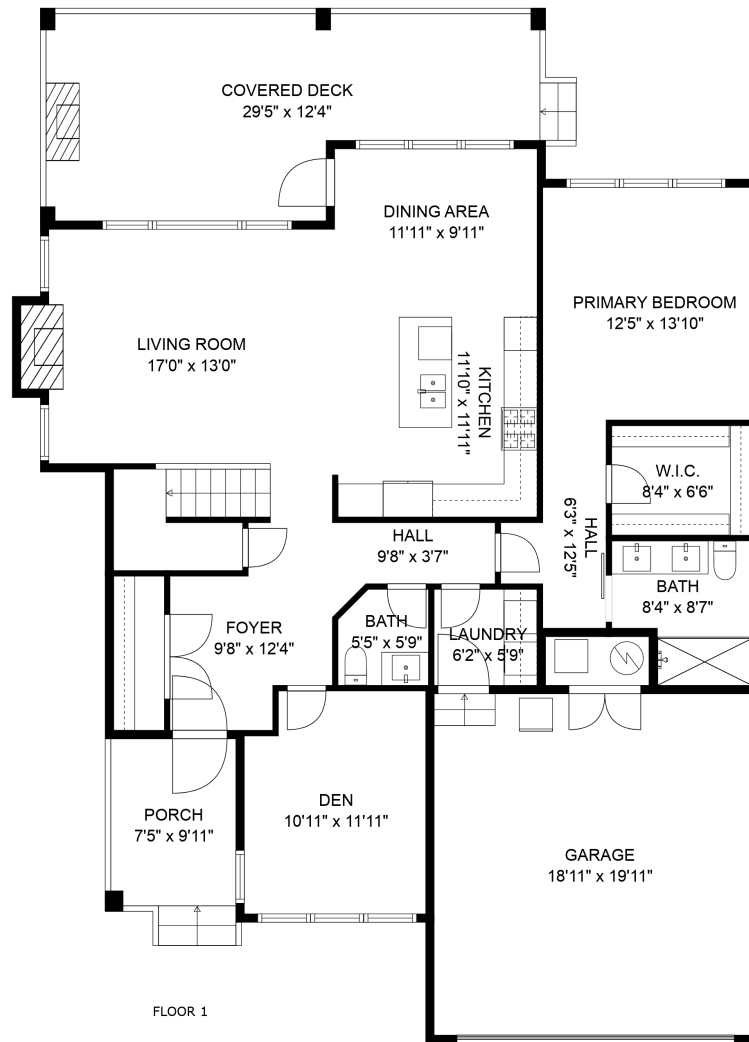 COVERED DECK
29'5" x 12'4"
DINING AREA
11'11" x 9'11"
PRIMARY BEDROOM
12'5" x 13'10"
LIVING ROOM
17'0" x 13'0"
KITCHEN
11'10" x 11'11"
W.I.C.
8'4" x 6'6"
HALL
9'8" x 3'7"
HALL
6'3" x 12'5"
BATH
8'4" x 8'7"
FOYER
9'8" x 12'4"
BATH
5'5" x 5'9"
LAUNDRY
6'2" x 5'9"
PORCH
7'5" x 9'11"
DEN
10'11" x 11'11"
GARAGE
18'11" x 19'11"
FLOOR 1